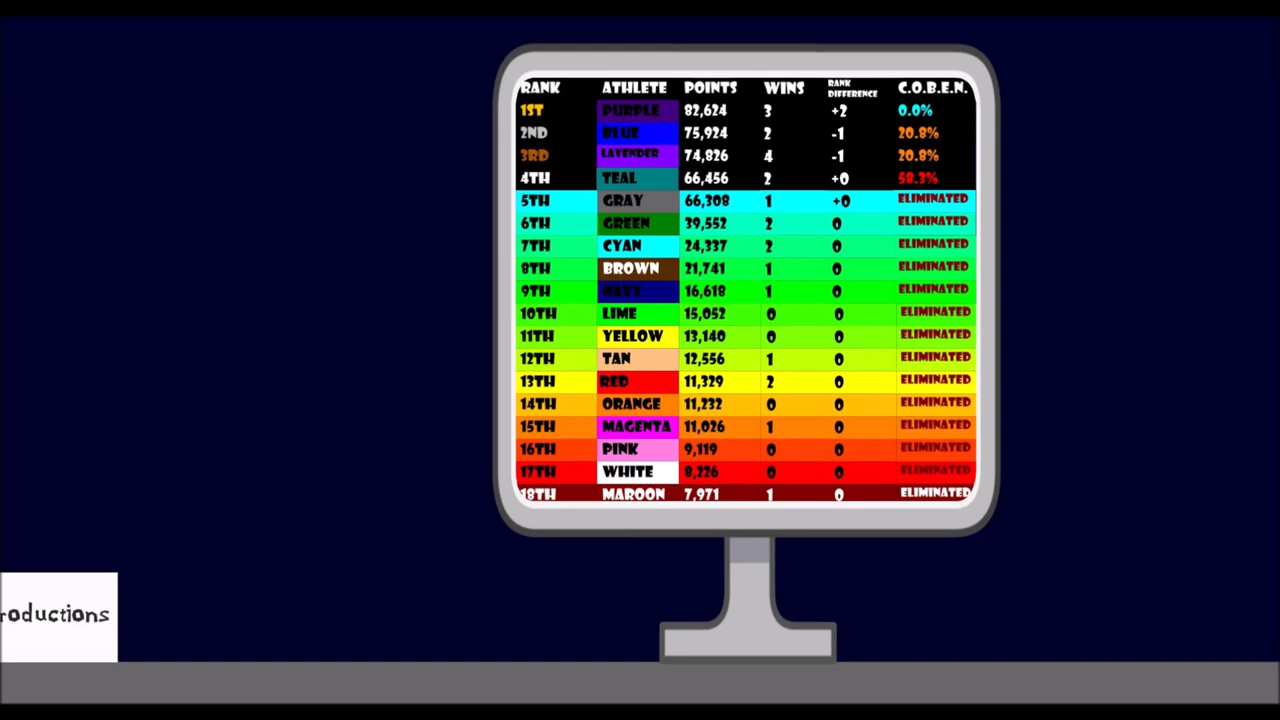 RANK ATHLETE POINTS WINS RANK DIFFERENCE C.O.B.E.N.
1ST PURPLE 82,624 3 +2 0.0%
2ND BLUE 75,924 2 -1 20.8%
3RD LAVENDER 74,826 4 -1 20.8%
4TH TEAL 66,456 2 +0 58.3%
5TH GRAY 66,308 1 +0 ELIMINATED
6TH GREEN 39,552 2 0 ELIMINATED
7TH CYAN 24,337 2 0 ELIMINATED
8TH BROWN 21,741 1 0 ELIMINATED
9TH NAVY 16,618 1 0 ELIMINATED
10TH LIME 15,052 0 0 ELIMINATED
11TH YELLOW 13,140 0 0 ELIMINATED
12TH TAN 12,556 1 0 ELIMINATED
13TH RED 11,329 2 0 ELIMINATED
14TH ORANGE 11,232 0 0 ELIMINATED
15TH MAGENTA 11,026 1 0 ELIMINATED
16TH PINK 9,119 0 0 ELIMINATED
17TH WHITE 8,226 0 0 ELIMINATED
18TH MAROON 7,971 1 0 ELIMINATED
roductions